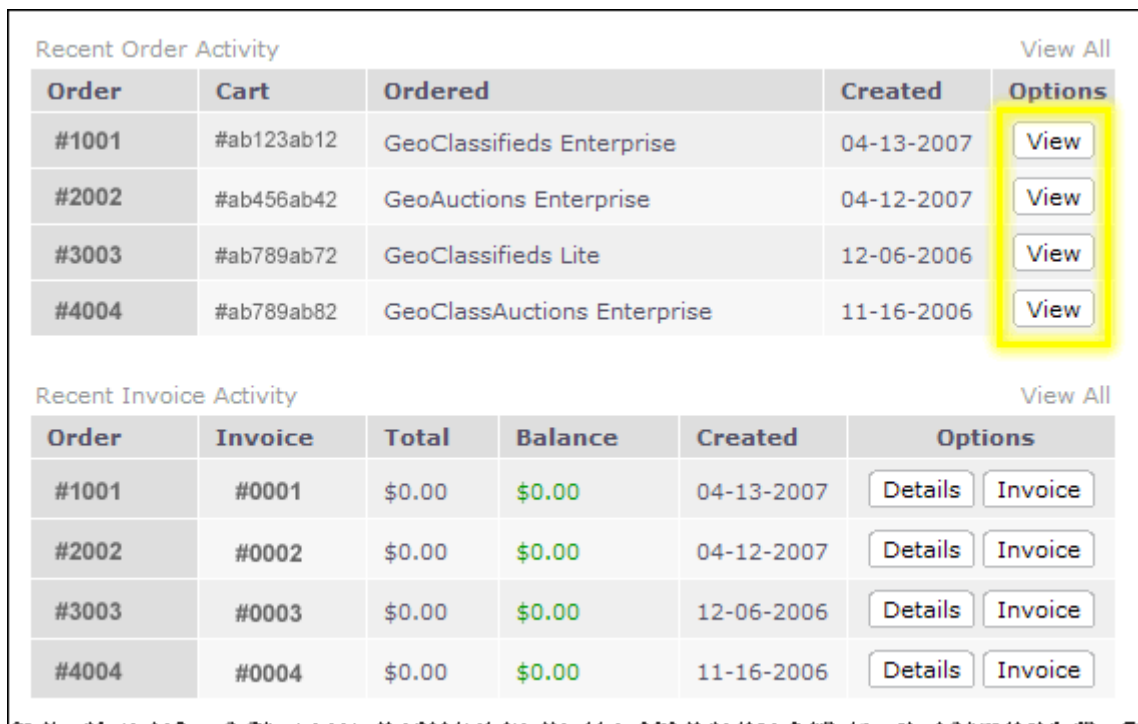 Recent Order Activity View All
Order Cart Ordered Created Options
#1001 #ab123ab12 GeoClassifieds Enterprise 04-13-2007 View
#2002 #ab456ab42 GeoAuctions Enterprise 04-12-2007 View
#3003 #ab789ab72 GeoClassifieds Lite 12-06-2006 View
#4004 #ab789ab82 GeoClassAuctions Enterprise 11-16-2006 View
Recent Invoice Activity View All
Order Invoice Total Balance Created Options
#1001 #0001 $0.00 $0.00 04-13-2007 Details Invoice
#2002 #0002 $0.00 $0.00 04-12-2007 Details Invoice
#3003 #0003 $0.00 $0.00 12-06-2006 Details Invoice
#4004 #0004 $0.00 $0.00 11-16-2006 Details Invoice